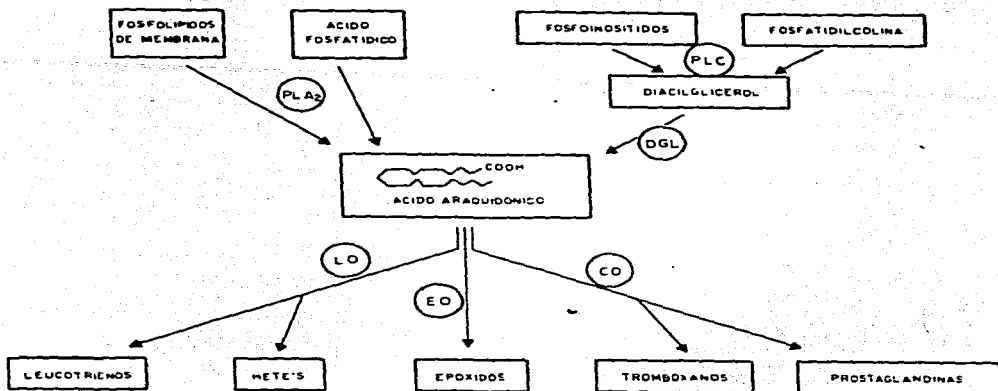 FOSFOLIPIDOS
DE MEMBRANA
ACIDO
FOSFATIDICO
FOSFOINOSITIDOS
FOSFATIDILCOLINA
PLC
PLA2
DIACILGLICEROL
DGL
COOH
ACIDO ARAQUIDONICO
LO
EO
CO
LEUCOTRIENOS
HETE'S
EPOXIDOS
TROMBOXANOS
PROSTAGLANDINAS